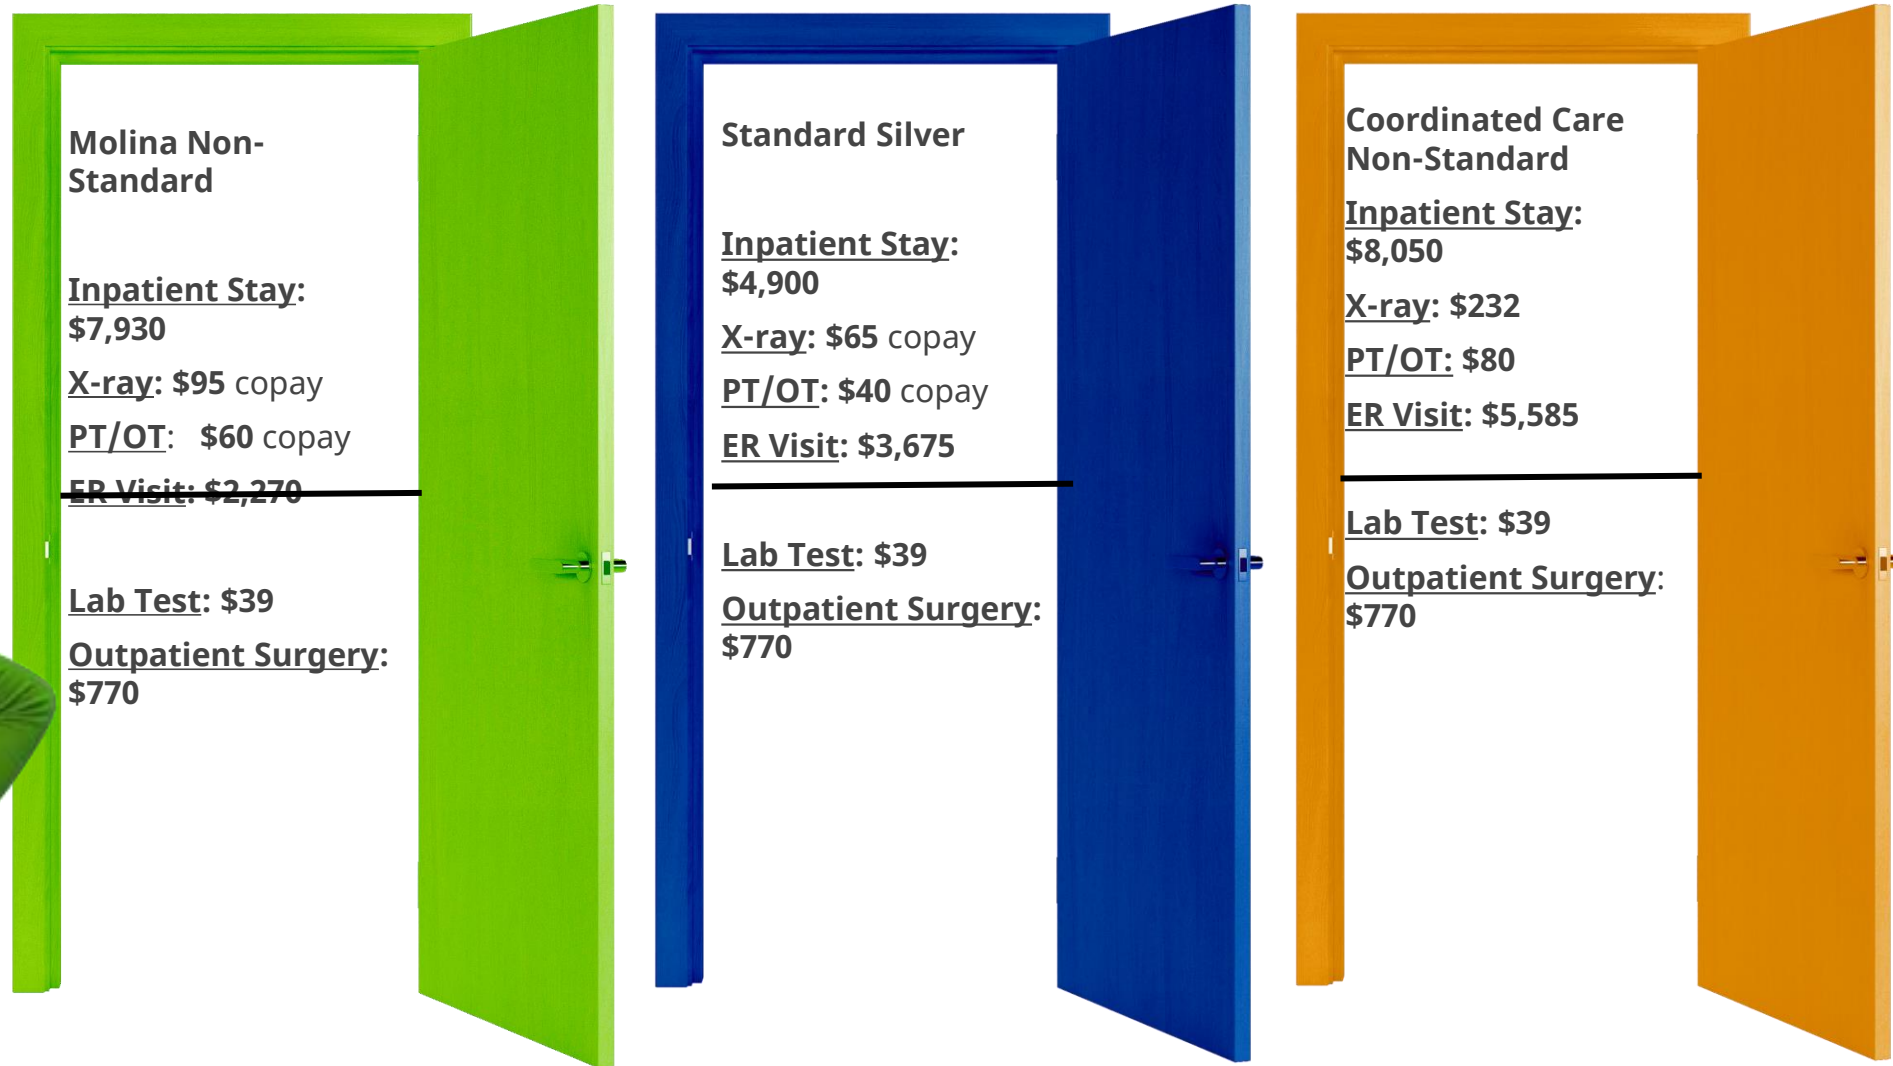 Molina Non-
Standard
Inpatient Stay:
$7,930
X-ray: $95 copay
PT/OT: $60 copay
ER Visit: $2,270
Lab Test: $39
Outpatient Surgery:
$770
Standard Silver
Inpatient Stay:
$4,900
X-ray: $65 copay
PT/OT: $40 copay
ER Visit: $3,675
Lab Test: $39
Outpatient Surgery:
$770
Coordinated Care
Non-Standard
Inpatient Stay:
$8,050
X-ray: $232
PT/OT: $80
ER Visit: $5,585
Lab Test: $39
Outpatient Surgery:
$770